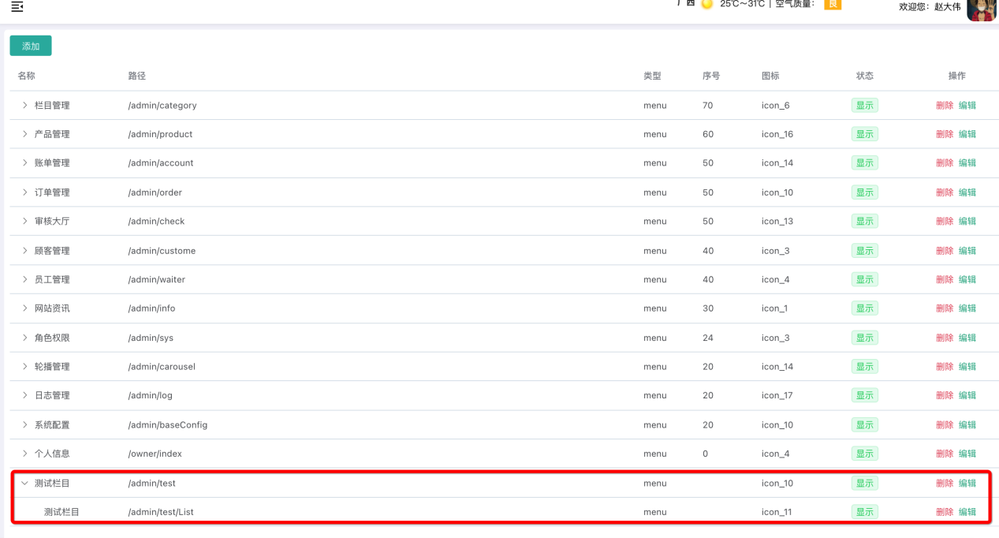 广西 25℃~31℃ | 空气质量： 良 欢迎您：赵大伟
添加
名称 路径 类型 序号 图标 状态 操作
栏目管理 /admin/category menu 70 icon_6 显示 删除 编辑
产品管理 /admin/product menu 60 icon_16 显示 删除 编辑
账单管理 /admin/account menu 50 icon_14 显示 删除 编辑
订单管理 /admin/order menu 50 icon_10 显示 删除 编辑
审核大厅 /admin/check menu 50 icon_13 显示 删除 编辑
顾客管理 /admin/custome menu 40 icon_3 显示 删除 编辑
员工管理 /admin/waiter menu 40 icon_4 显示 删除 编辑
网站资讯 /admin/info menu 30 icon_1 显示 删除 编辑
角色权限 /admin/sys menu 24 icon_3 显示 删除 编辑
轮播管理 /admin/carousel menu 20 icon_14 显示 删除 编辑
日志管理 /admin/log menu 20 icon_17 显示 删除 编辑
系统配置 /admin/baseConfig menu 20 icon_10 显示 删除 编辑
个人信息 /owner/index menu 0 icon_4 显示 删除 编辑
测试栏目 /admin/test menu icon_10 显示 删除 编辑
测试栏目 /admin/test/List menu icon_11 显示 删除 编辑